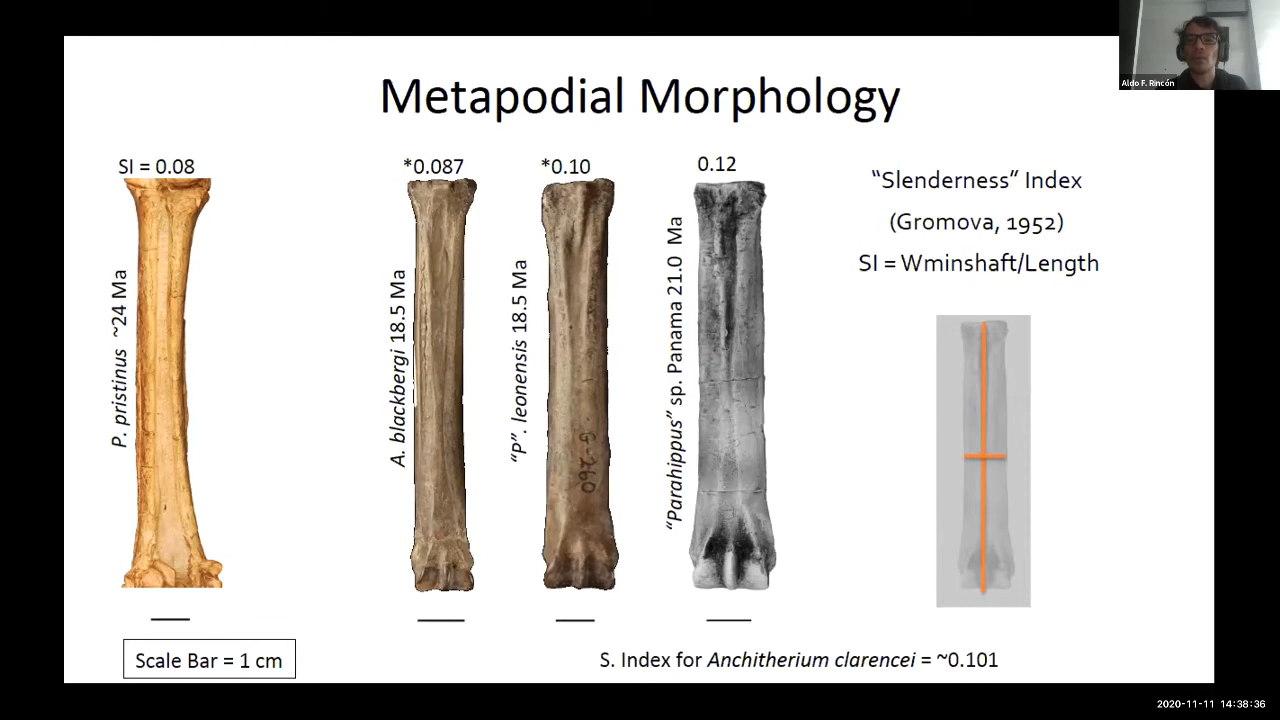 Aldo F. Rincón
Metapodial Morphology
SI = 0.08
*0.087
*0.10
0.12
P. pristinus ~24 Ma
A. blackbergi 18.5 Ma
“P”. leonensis 18.5 Ma
“Parahippus” sp. Panama 21.0 Ma
G-260
“Slenderness” Index
(Gromova, 1952)
SI = Wminshaft/Length
Scale Bar = 1 cm
S. Index for Anchitherium clarencei = ~0.101
2020-11-11 14:38:36